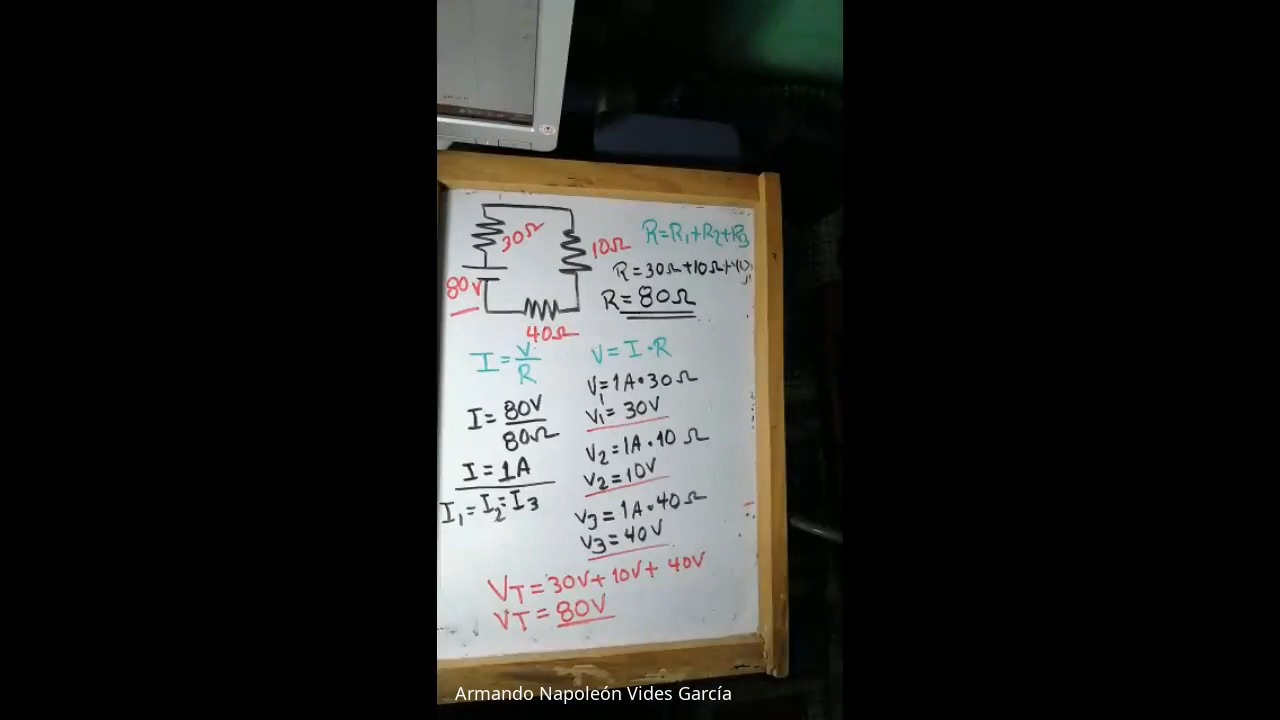 30Ω
10Ω
80V
40Ω
R=R1+R2+R3
R=30Ω+10Ω+40
R=80Ω
I=V/R
I=80V/80Ω
I=1A
I1=I2=I3
V=I·R
V1=1A·30Ω
V1=30V
V2=1A·10Ω
V2=10V
V3=1A·40Ω
V3=40V
VT=30V+10V+40V
VT=80V
Armando Napoleón Vides García